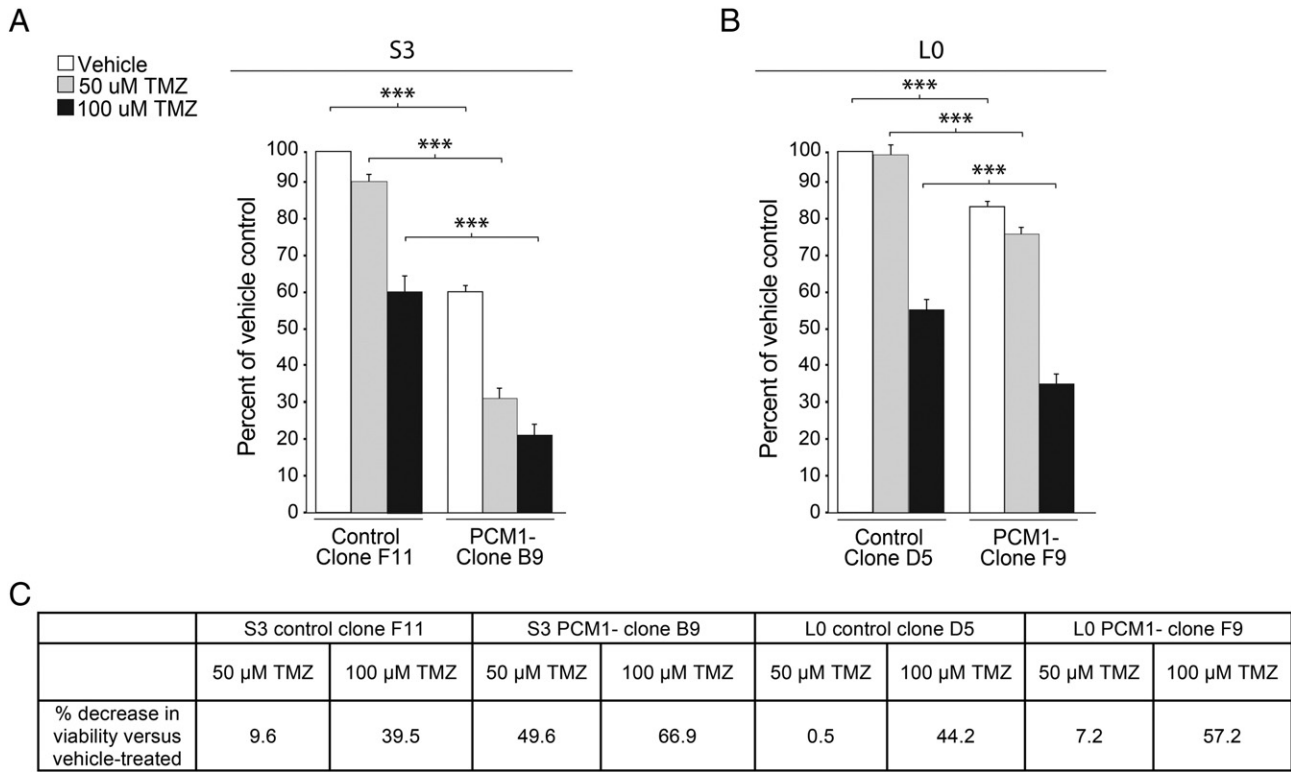 A
S3
Vehicle
50 uM TMZ
100 uM TMZ
***
***
***
Percent of vehicle control
100
90
80
70
60
50
40
30
20
10
0
Control
Clone F11
PCM1-
Clone B9
B
L0
***
***
***
Percent of vehicle control
100
90
80
70
60
50
40
30
20
10
0
Control
Clone D5
PCM1-
Clone F9
C
S3 control clone F11 S3 PCM1- clone B9 L0 control clone D5 L0 PCM1- clone F9
50 µM TMZ 100 µM TMZ 50 µM TMZ 100 µM TMZ 50 µM TMZ 100 µM TMZ 50 µM TMZ 100 µM TMZ
% decrease in
viability versus
vehicle-treated
9.6 39.5 49.6 66.9 0.5 44.2 7.2 57.2